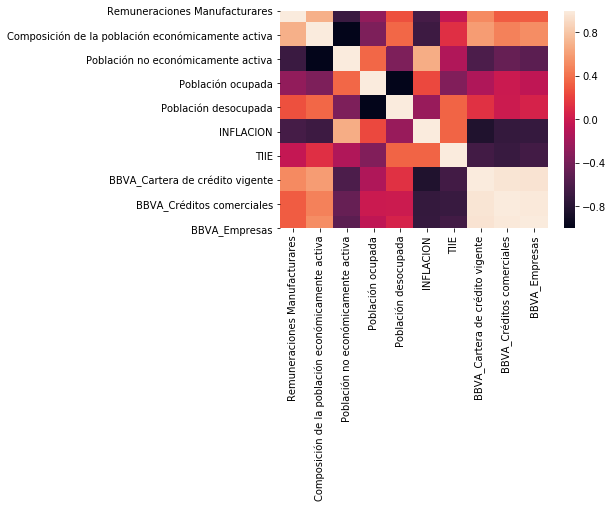 Remuneraciones Manufacturares
Composición de la población económicamente activa
Población no económicamente activa
Población ocupada
Población desocupada
INFLACION
TIIE
BBVA_Cartera de crédito vigente
BBVA_Créditos comerciales
BBVA_Empresas
0.8
0.4
0.0
−0.4
−0.8
Remuneraciones Manufacturares
Composición de la población económicamente activa
Población no económicamente activa
Población ocupada
Población desocupada
INFLACION
TIIE
BBVA_Cartera de crédito vigente
BBVA_Créditos comerciales
BBVA_Empresas